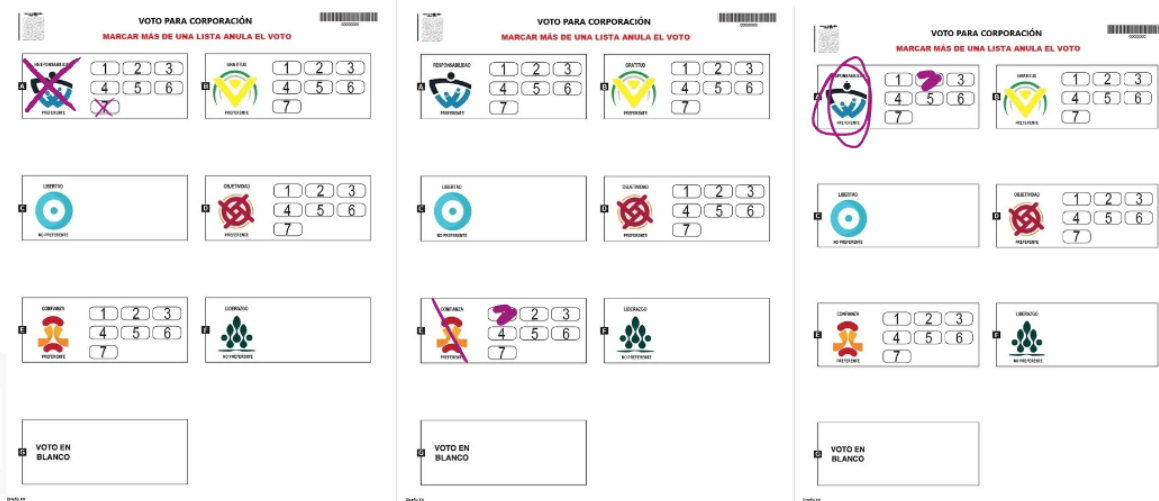 VOTO PARA CORPORACIÓN
MARCAR MÁS DE UNA LISTA ANULA EL VOTO
A
1 2 3
4 5 6
7
PREFERENTE
B
GRATITUD
1 2 3
4 5 6
7
PREFERENTE
C
LIBERTAD
NO PREFERENTE
D
OBJETIVIDAD
1 2 3
4 5 6
7
PREFERENTE
E
CONFIANZA
1 2 3
4 5 6
7
PREFERENTE
F
LIDERAZGO
NO PREFERENTE
G
VOTO EN
BLANCO
VOTO PARA CORPORACIÓN
MARCAR MÁS DE UNA LISTA ANULA EL VOTO
A
RESPONSABILIDAD
1 2 3
4 5 6
7
PREFERENTE
B
GRATITUD
1 2 3
4 5 6
7
PREFERENTE
C
LIBERTAD
NO PREFERENTE
D
OBJETIVIDAD
1 2 3
4 5 6
7
PREFERENTE
E
CONFIANZA
2 3
4 5 6
7
PREFERENTE
F
LIDERAZGO
NO PREFERENTE
G
VOTO EN
BLANCO
VOTO PARA CORPORACIÓN
MARCAR MÁS DE UNA LISTA ANULA EL VOTO
A
1 3
4 5 6
7
PREFERENTE
B
GRATITUD
1 2 3
4 5 6
7
PREFERENTE
C
LIBERTAD
NO PREFERENTE
D
OBJETIVIDAD
1 2 3
4 5 6
7
PREFERENTE
E
CONFIANZA
1 2 3
4 5 6
7
PREFERENTE
F
LIDERAZGO
NO PREFERENTE
G
VOTO EN
BLANCO